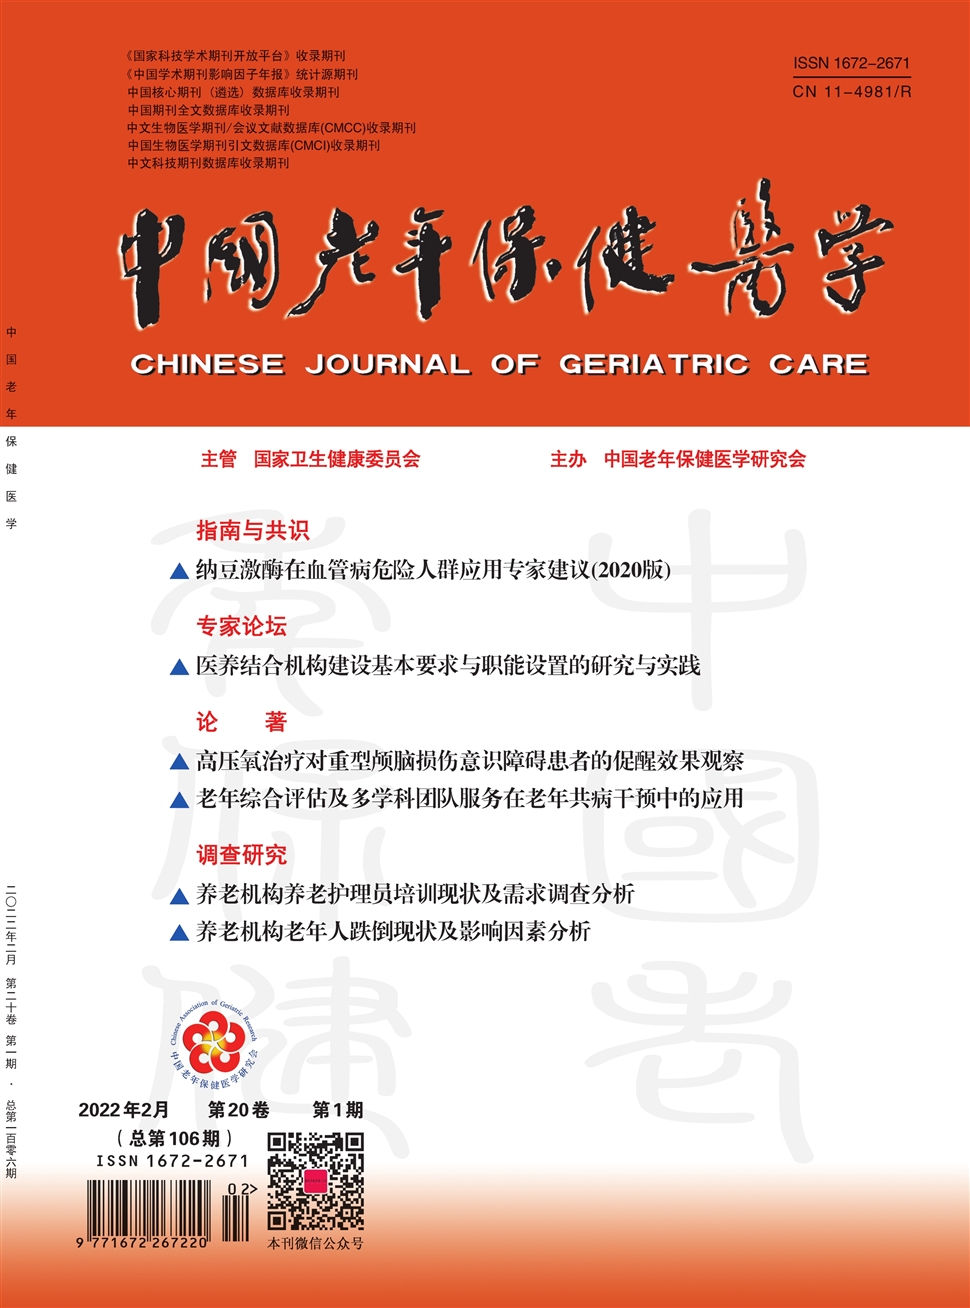 《国家科技学术期刊开放平台》收录期刊
《中国学术期刊影响因子年报》统计源期刊
中国核心期刊（遴选）数据库收录期刊
中国期刊全文数据库收录期刊
中文生物医学期刊/会议文献数据库(CMCC)收录期刊
中国生物医学期刊引文数据库(CMCI)收录期刊
中文科技期刊数据库收录期刊
ISSN 1672-2671
CN 11-4981/R
中國老年保健醫学
CHINESE JOURNAL OF GERIATRIC CARE
中国老年保健医学
主管 国家卫生健康委员会 主办 中国老年保健医学研究会
指南与共识
▲ 纳豆激酶在血管病危险人群应用专家建议(2020版)
专家论坛
▲ 医养结合机构建设基本要求与职能设置的研究与实践
论 著
▲ 高压氧治疗对重型颅脑损伤意识障碍患者的促醒效果观察
▲ 老年综合评估及多学科团队服务在老年共病干预中的应用
调查研究
▲ 养老机构养老护理员培训现状及需求调查分析
▲ 养老机构老年人跌倒现状及影响因素分析
中國老年保健
二〇二二年二月 第二十卷 第一期 · 总第一百零六期
Chinese Association of Geriatric Research
中国老年保健医学研究会
2022年2月 第20卷 第1期
（总第106期）
ISSN 1672-2671
02>
9 771672 267220
本刊微信公众号